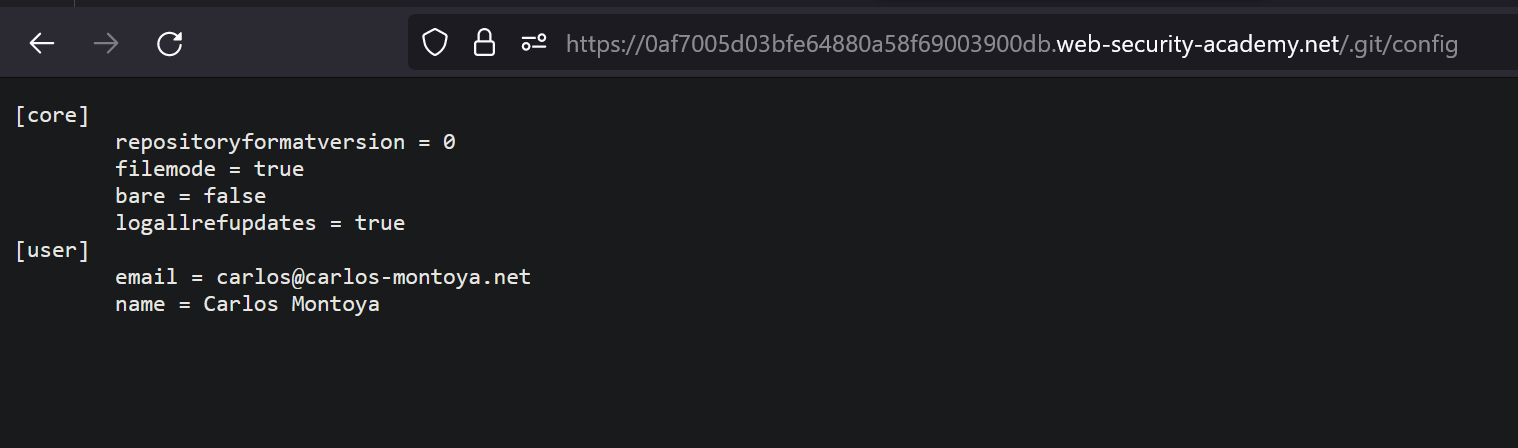 https://0af7005d03bfe64880a58f69003900db.web-security-academy.net/.git/config
[core]
repositoryformatversion = 0
filemode = true
bare = false
logallrefupdates = true
[user]
email = carlos@carlos-montoya.net
name = Carlos Montoya